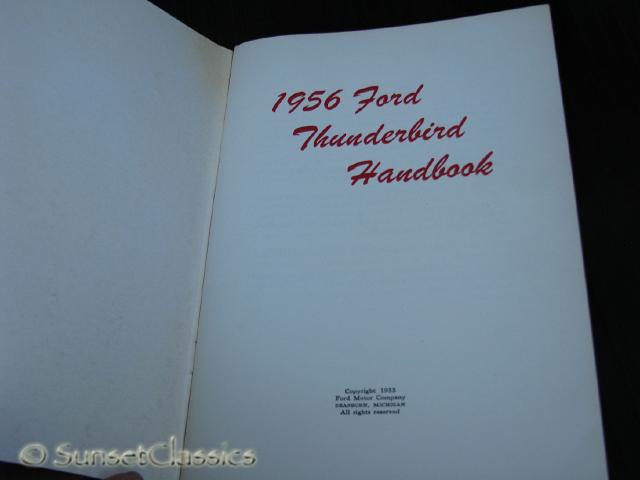 1956 Ford
Thunderbird
Handbook
Copyright 1955
Ford Motor Company
DEARBORN, MICHIGAN
All rights reserved
© SunsetClassics